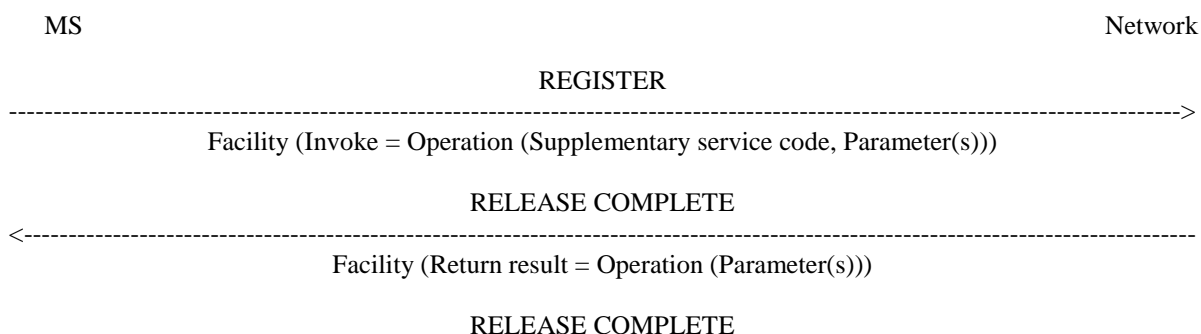 MS Network
REGISTER
------------------------------------------------------------------------------------------------------------------------------------>
Facility (Invoke = Operation (Supplementary service code, Parameter(s)))
RELEASE COMPLETE
<------------------------------------------------------------------------------------------------------------------------------------
Facility (Return result = Operation (Parameter(s)))
RELEASE COMPLETE